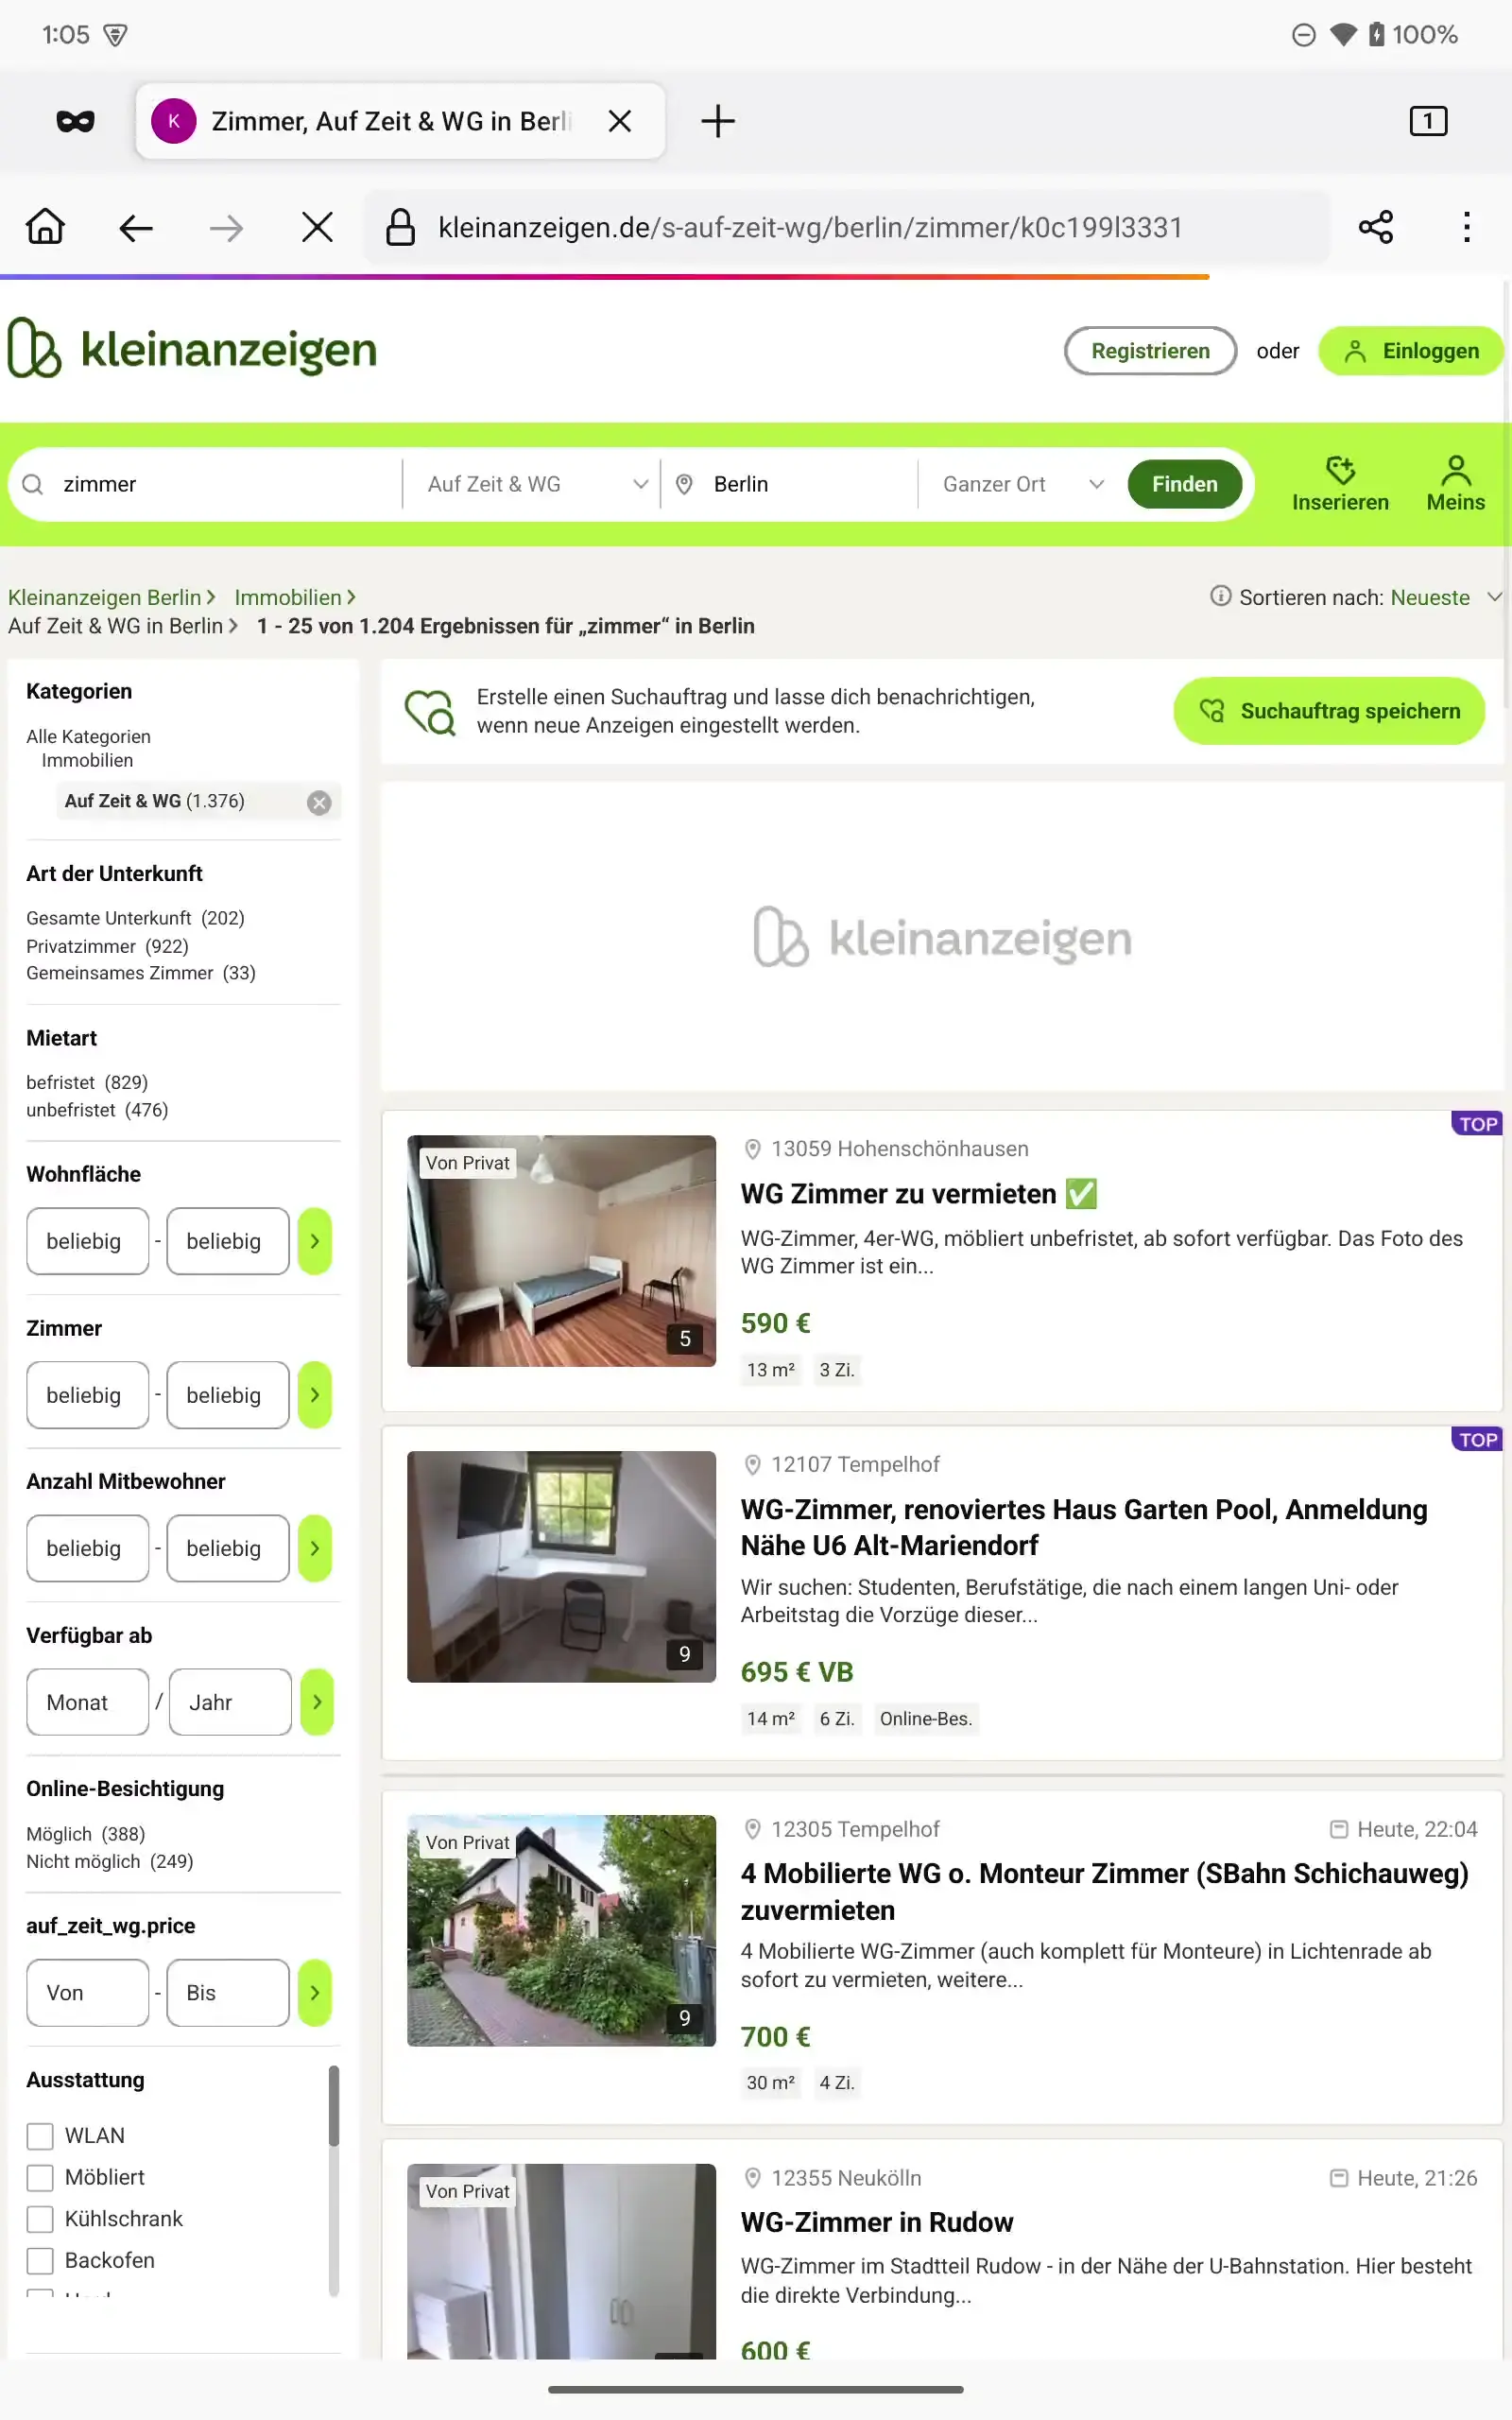 1:05
100%
K
Zimmer, Auf Zeit & WG in Berli
1
kleinanzeigen.de/s-auf-zeit-wg/berlin/zimmer/k0c199l3331
kleinanzeigen
Registrieren
oder
Einloggen
zimmer
Auf Zeit & WG
Berlin
Ganzer Ort
Finden
Inserieren
Meins
Kleinanzeigen Berlin
Immobilien
Sortieren nach: Neueste
Auf Zeit & WG in Berlin
1 - 25 von 1.204 Ergebnissen für „zimmer“ in Berlin
Kategorien
Alle Kategorien
Immobilien
Auf Zeit & WG (1.376)
Art der Unterkunft
Gesamte Unterkunft (202)
Privatzimmer (922)
Gemeinsames Zimmer (33)
Mietart
befristet (829)
unbefristet (476)
Wohnfläche
beliebig - beliebig
Zimmer
beliebig - beliebig
Anzahl Mitbewohner
beliebig - beliebig
Verfügbar ab
Monat / Jahr
Online-Besichtigung
Möglich (388)
Nicht möglich (249)
auf_zeit_wg.price
Von - Bis
Ausstattung
WLAN
Möbliert
Kühlschrank
Backofen
Erstelle einen Suchauftrag und lasse dich benachrichtigen,
wenn neue Anzeigen eingestellt werden.
Suchauftrag speichern
kleinanzeigen
TOP
Von Privat
5
13059 Hohenschönhausen
WG Zimmer zu vermieten ✅
WG-Zimmer, 4er-WG, möbliert unbefristet, ab sofort verfügbar. Das Foto des
WG Zimmer ist ein...
590 €
13 m² 3 Zi.
TOP
9
12107 Tempelhof
WG-Zimmer, renoviertes Haus Garten Pool, Anmeldung
Nähe U6 Alt-Mariendorf
Wir suchen: Studenten, Berufstätige, die nach einem langen Uni- oder
Arbeitstag die Vorzüge dieser...
695 € VB
14 m² 6 Zi. Online-Bes.
Von Privat
9
12305 Tempelhof
Heute, 22:04
4 Mobilierte WG o. Monteur Zimmer (SBahn Schichauweg)
zuvermieten
4 Mobilierte WG-Zimmer (auch komplett für Monteure) in Lichtenrade ab
sofort zu vermieten, weitere...
700 €
30 m² 4 Zi.
Von Privat
12355 Neukölln
Heute, 21:26
WG-Zimmer in Rudow
WG-Zimmer im Stadtteil Rudow - in der Nähe der U-Bahnstation. Hier besteht
die direkte Verbindung...
600 €